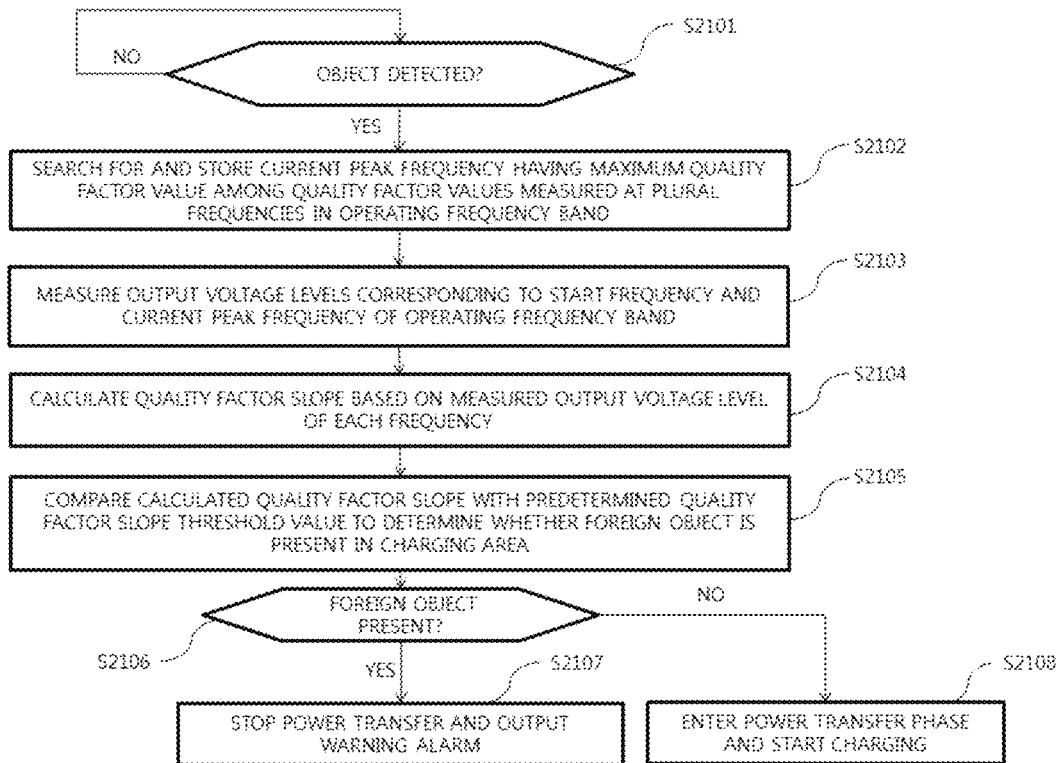 S2101
NO
OBJECT DETECTED?
YES
S2102
SEARCH FOR AND STORE CURRENT PEAK FREQUENCY HAVING MAXIMUM QUALITY
FACTOR VALUE AMONG QUALITY FACTOR VALUES MEASURED AT PLURAL
FREQUENCIES IN OPERATING FREQUENCY BAND
S2103
MEASURE OUTPUT VOLTAGE LEVELS CORRESPONDING TO START FREQUENCY AND
CURRENT PEAK FREQUENCY OF OPERATING FREQUENCY BAND
S2104
CALCULATE QUALITY FACTOR SLOPE BASED ON MEASURED OUTPUT VOLTAGE LEVEL
OF EACH FREQUENCY
S2105
COMPARE CALCULATED QUALITY FACTOR SLOPE WITH PREDETERMINED QUALITY
FACTOR SLOPE THRESHOLD VALUE TO DETERMINE WHETHER FOREIGN OBJECT IS
PRESENT IN CHARGING AREA
FOREIGN OBJECT
PRESENT?
NO
S2106
YES
S2107
S2108
STOP POWER TRANSFER AND OUTPUT
WARNING ALARM
ENTER POWER TRANSFER PHASE
AND START CHARGING